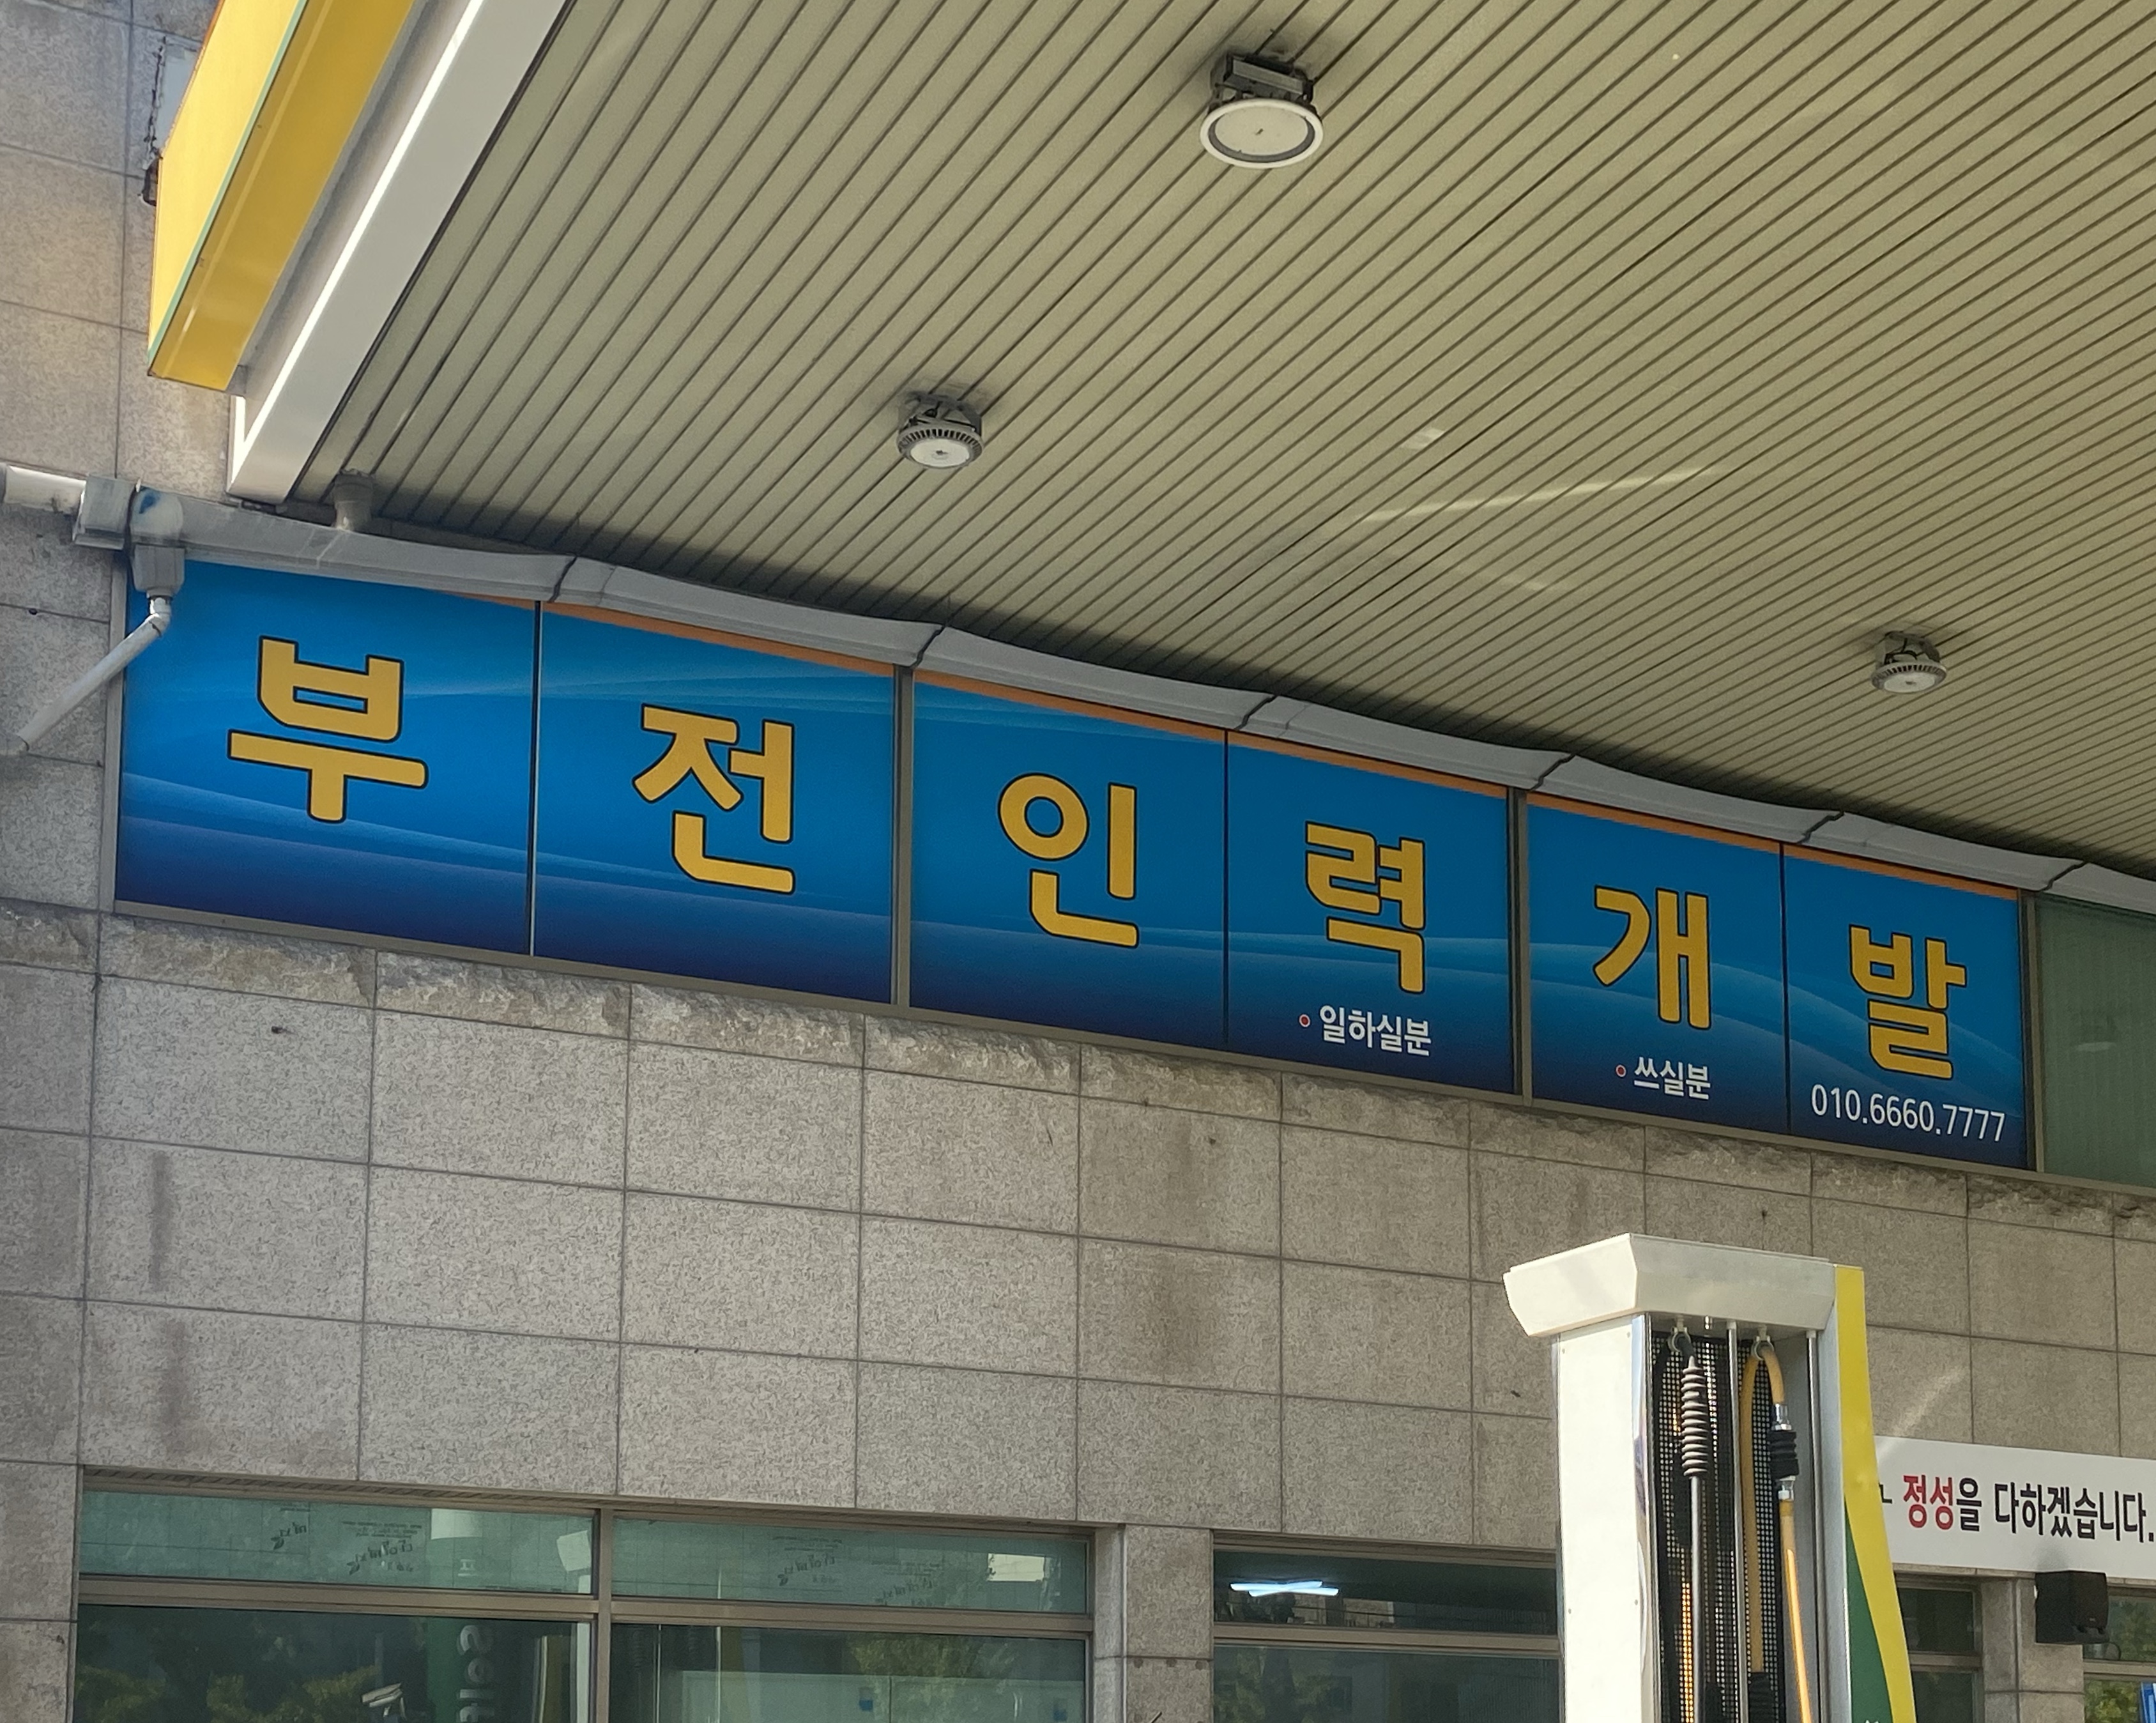 부전인력개발
• 일하실분
• 쓰실분
010.6660.7777
정성을 다하겠습니다.